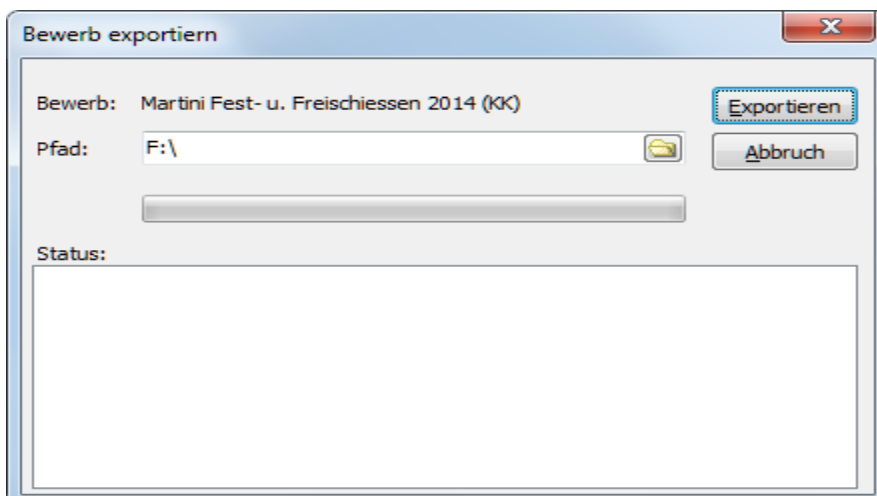 Bewerb exportiern
Bewerb: Martini Fest- u. Freischiessen 2014 (KK) Exportieren
Pfad: F:\ Abbruch
Status: